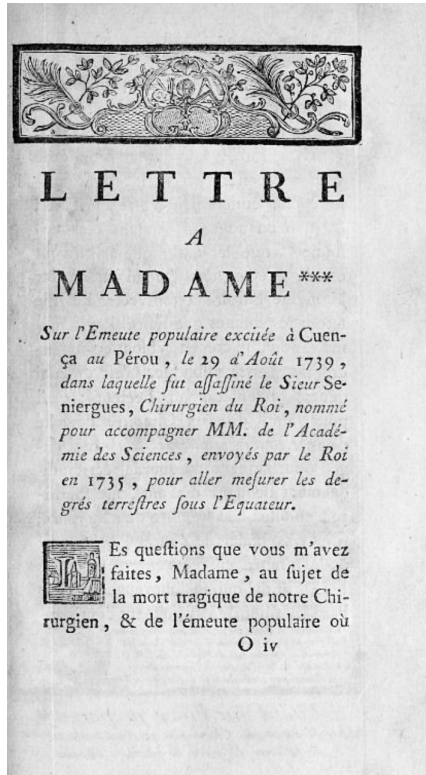 LETTRE
A
MADAME***
Sur l'Emeute populaire excitée à Cuen-
ça au Pérou, le 29 d'Août 1739,
dans laquelle fut assassiné le Sieur Se-
niergues, Chirurgien du Roi, nommé
pour accompagner MM. de l'Acadé-
mie des Sciences, envoyés par le Roi
en 1735, pour aller mesurer les de-
grés terrestres sous l'Equateur.
LEs questions que vous m'avez
faites, Madame, au sujet de
la mort tragique de notre Chi-
rurgien, & de l'émeute populaire où
O iv